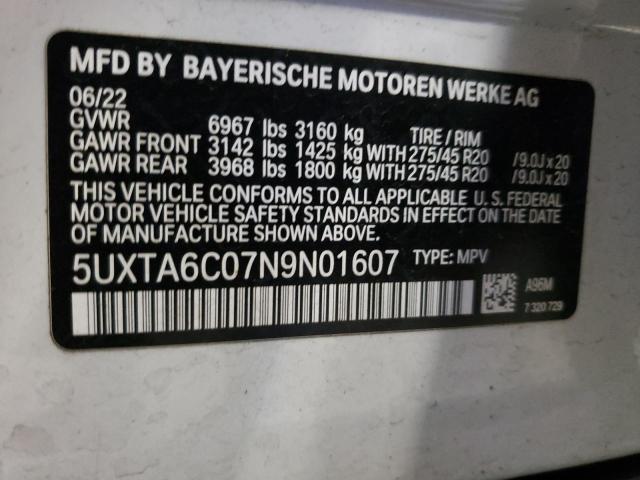 MFD BY BAYERISCHE MOTOREN WERKE AG
06/22
GVWR 6967 lbs 3160 kg TIRE / RIM
GAWR FRONT 3142 lbs 1425 kg WITH 275/45 R20 /9.0J x 20
GAWR REAR 3968 lbs 1800 kg WITH 275/45 R20 /9.0J x 20
THIS VEHICLE CONFORMS TO ALL APPLICABLE U. S. FEDERAL
MOTOR VEHICLE SAFETY STANDARDS IN EFFECT ON THE
DATE OF MANUFACTURE SHOWN ABOVE.
5UXTA6C07N9N01607 TYPE: MPV
A96M
7 320 729